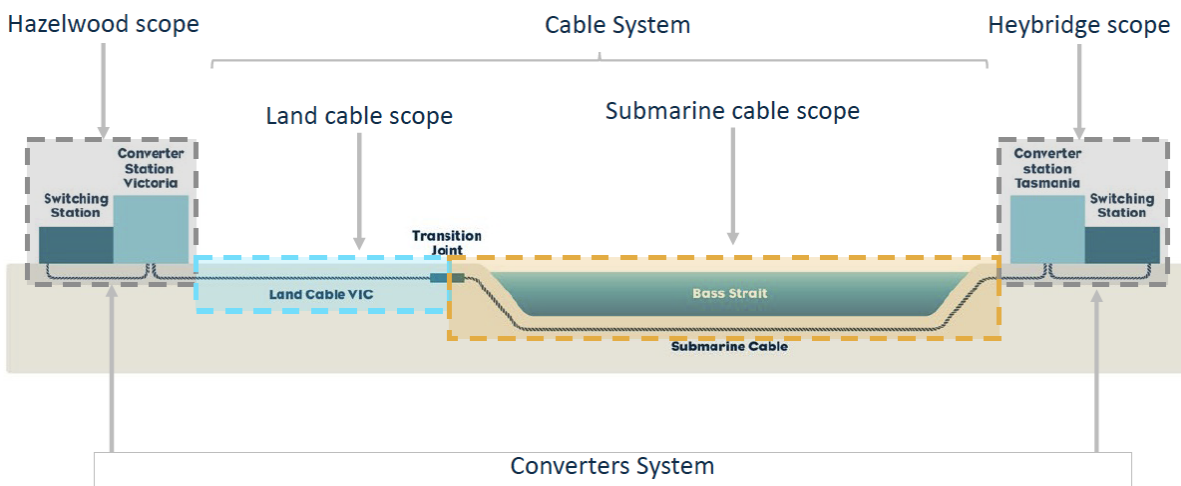 Hazelwood scope
Cable System
Heybridge scope
Land cable scope
Submarine cable scope
Converter
Station
Victoria
Switching
Station
Converter
station
Tasmania
Switching
Station
Transition
Joint
Land Cable VIC
Bass Strait
Submarine Cable
Converters System